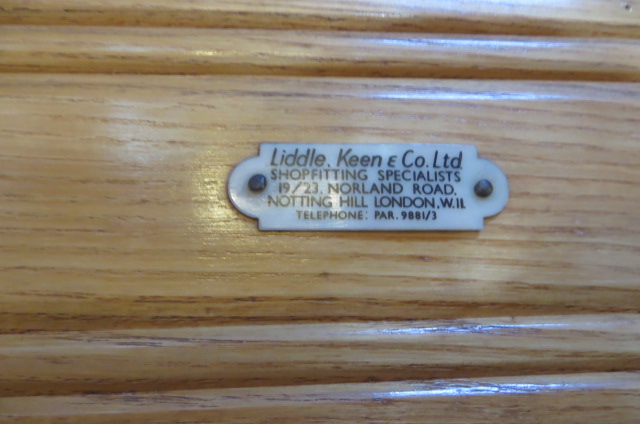 Liddle, Keen & Co. Ltd
SHOPFITTING SPECIALISTS
19/23, NORLAND ROAD,
NOTTING HILL LONDON, W.11.
TELEPHONE: PAR. 9881/3